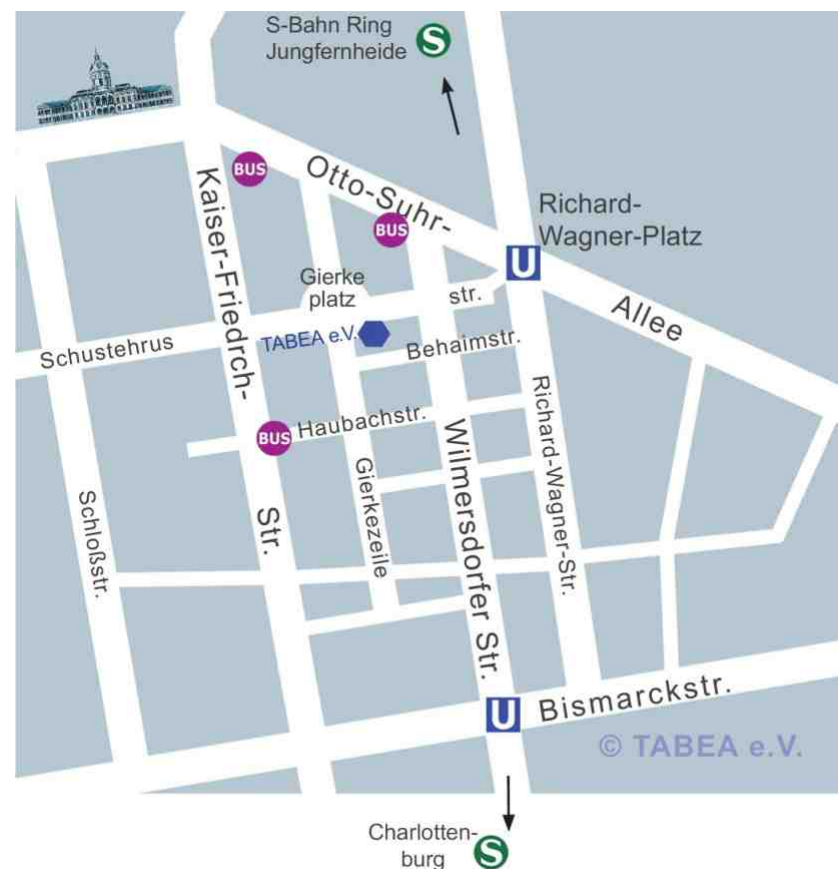 S-Bahn Ring
Jungfernheide
S
BUS
Otto-Suhr-
Allee
BUS
Richard-
Wagner-Platz
U
Kaiser-Friedrch-
Str.
Gierke
platz
str.
Schustehrus
TABEA e.V.
Behaimstr.
Haubachstr.
BUS
Schloßstr.
Gierkezeile
Wilmersdorfer Str.
Richard-Wagner-Str.
U
Bismarckstr.
© TABEA e.V.
Charlotten-
burg
S